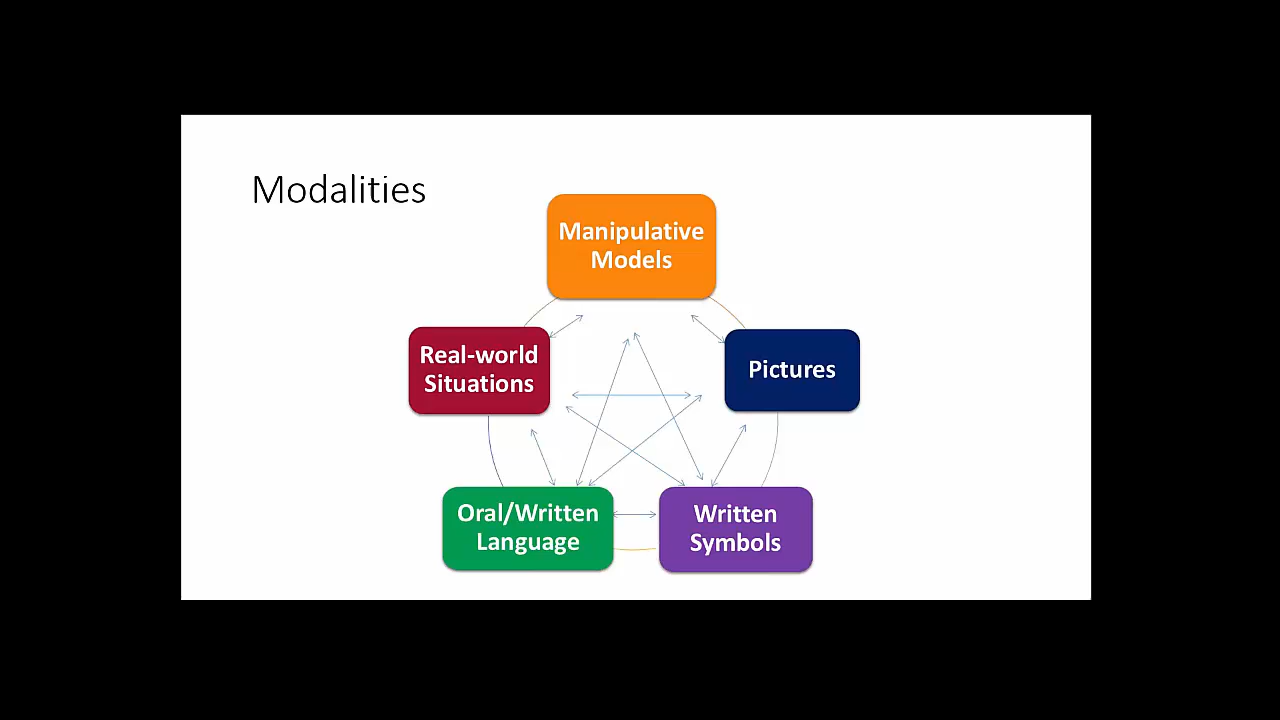 Modalities
Manipulative
Models
Real-world
Situations
Pictures
Oral/Written
Language
Written
Symbols